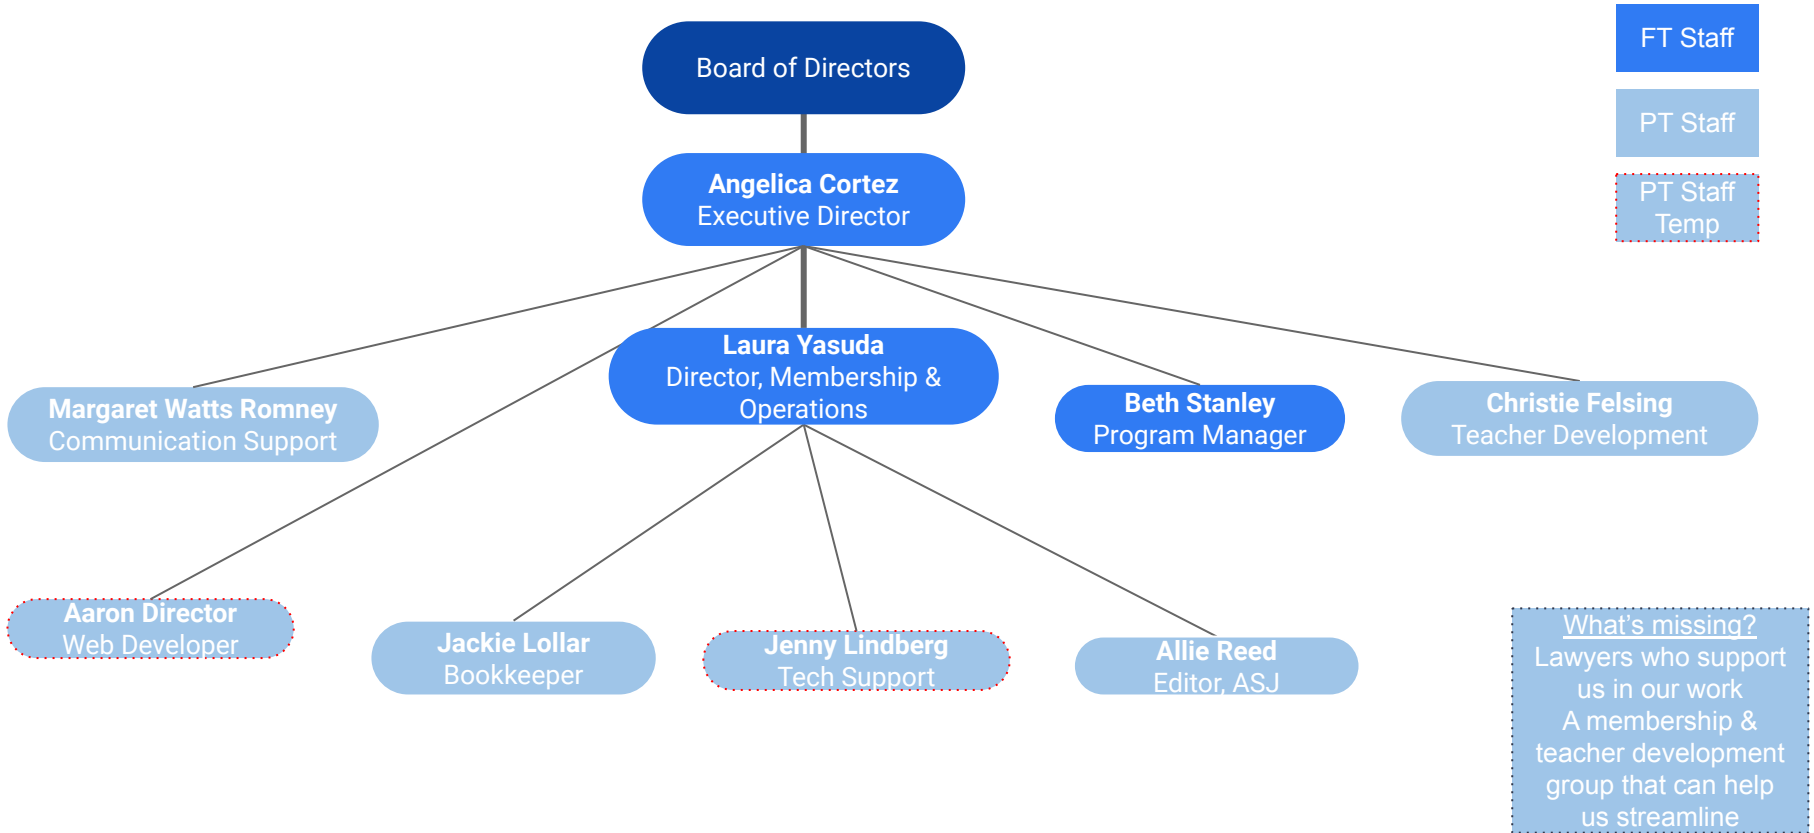 Board of Directors
FT Staff
PT Staff
PT Staff
Temp
Angelica Cortez
Executive Director
Laura Yasuda
Director, Membership &
Operations
Margaret Watts Romney
Communication Support
Beth Stanley
Program Manager
Christie Felsing
Teacher Development
Aaron Director
Web Developer
Jackie Lollar
Bookkeeper
Jenny Lindberg
Tech Support
Allie Reed
Editor, ASJ
What's missing?
Lawyers who support
us in our work
A membership &
teacher development
group that can help
us streamline